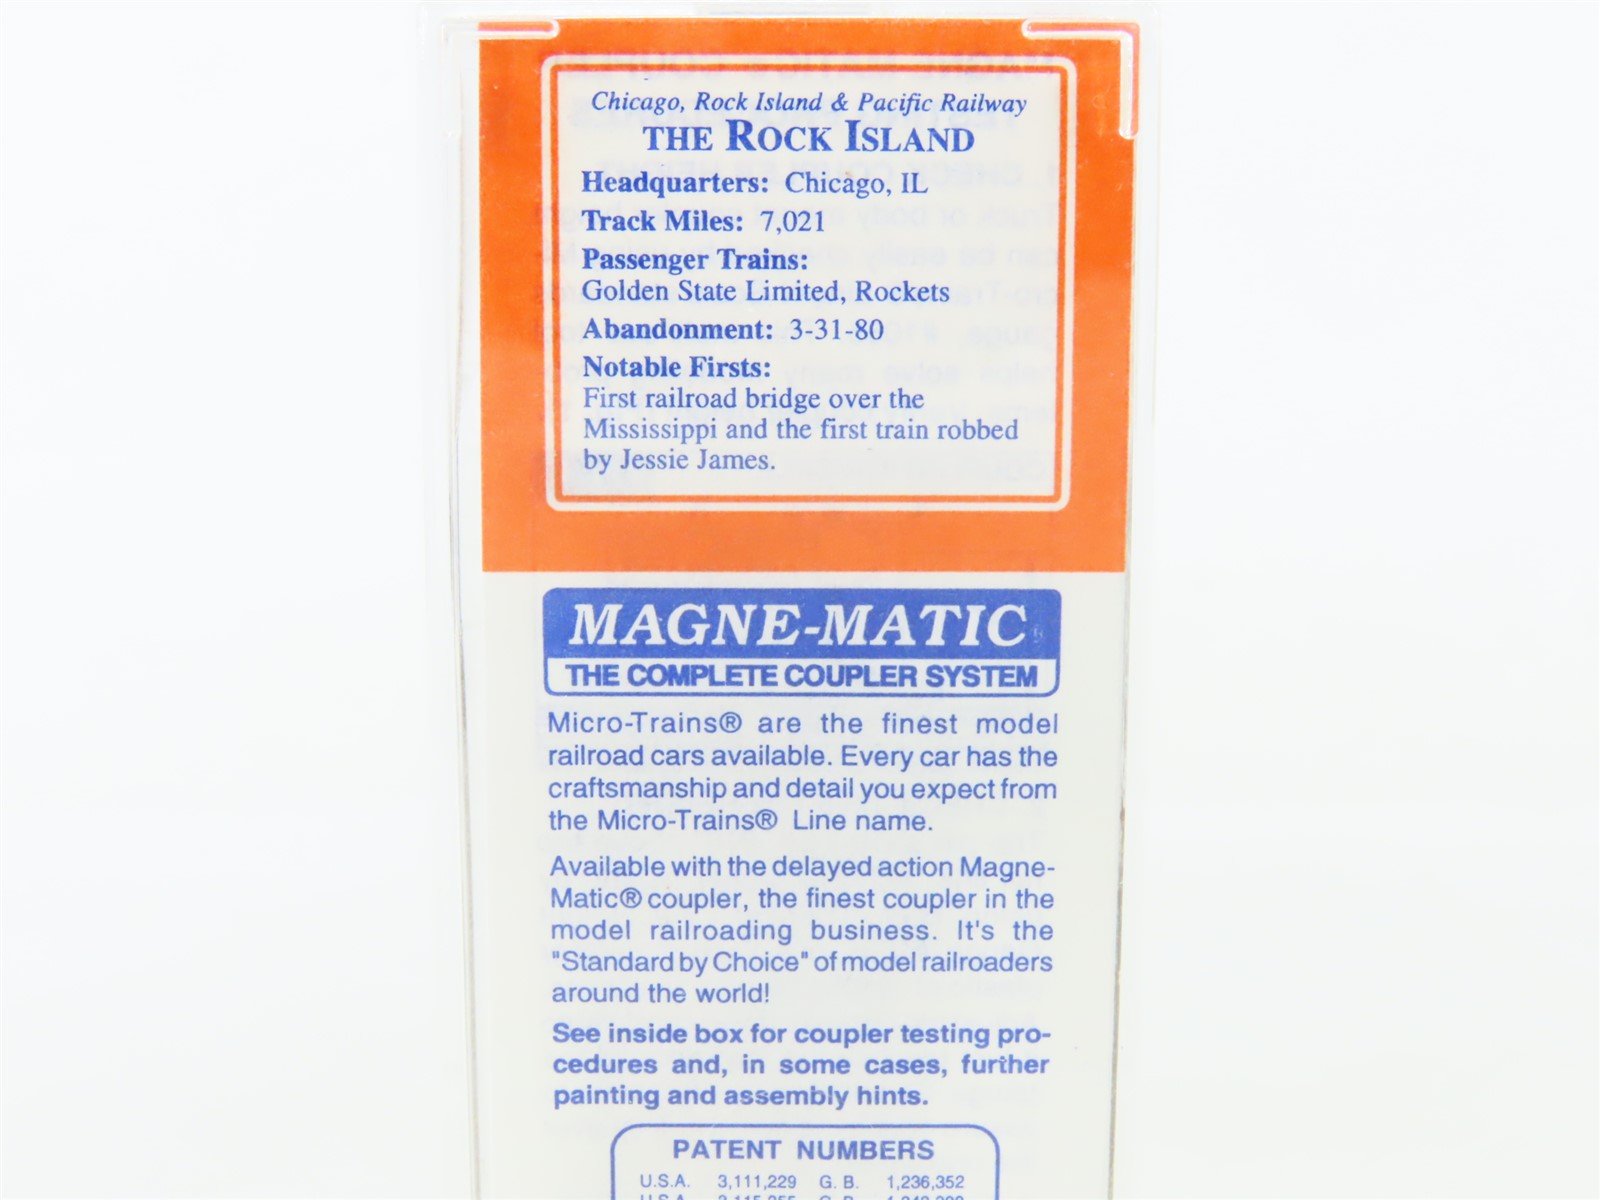 Chicago, Rock Island & Pacific Railway
THE ROCK ISLAND
Headquarters: Chicago, IL
Track Miles: 7,021
Passenger Trains:
Golden State Limited, Rockets
Abandonment: 3-31-80
Notable Firsts:
First railroad bridge over the
Mississippi and the first train robbed
by Jessie James.
MAGNE-MATIC ®
THE COMPLETE COUPLER SYSTEM
Micro-Trains® are the finest model
railroad cars available. Every car has the
craftsmanship and detail you expect from
the Micro-Trains® Line name.
Available with the delayed action Magne-
Matic® coupler, the finest coupler in the
model railroading business. It's the
"Standard by Choice" of model railroaders
around the world!
See inside box for coupler testing pro-
cedures and, in some cases, further
painting and assembly hints.
PATENT NUMBERS
U.S.A. 3,111,229 G. B. 1,236,352
U.S.A. G. B.